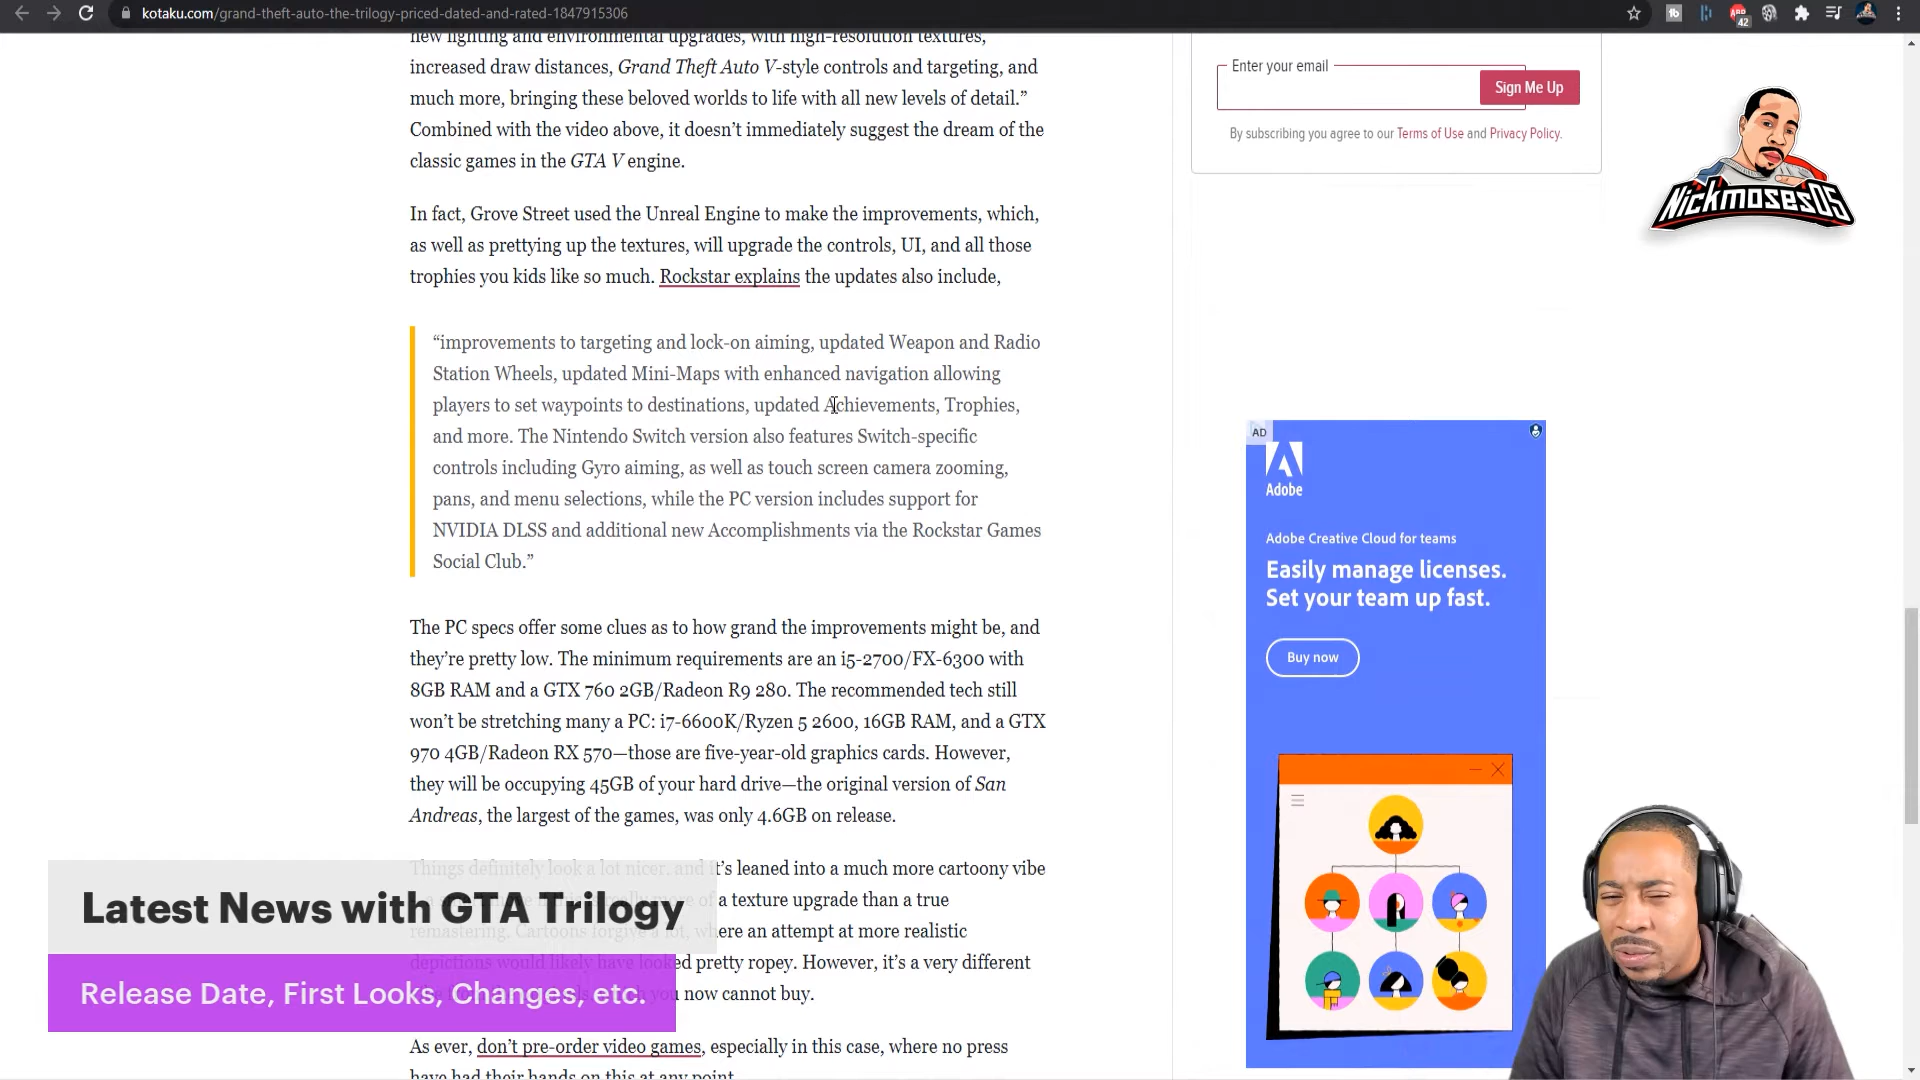 kotaku.com/grand-theft-auto-the-trilogy-priced-dated-and-rated-1847915306
42
new lighting and environmental upgrades, with high-resolution textures,
increased draw distances, Grand Theft Auto V-style controls and targeting, and
much more, bringing these beloved worlds to life with all new levels of detail.”
Combined with the video above, it doesn’t immediately suggest the dream of the
classic games in the GTA V engine.
In fact, Grove Street used the Unreal Engine to make the improvements, which,
as well as prettying up the textures, will upgrade the controls, UI, and all those
trophies you kids like so much. Rockstar explains the updates also include,
“improvements to targeting and lock-on aiming, updated Weapon and Radio
Station Wheels, updated Mini-Maps with enhanced navigation allowing
players to set waypoints to destinations, updated Achievements, Trophies,
and more. The Nintendo Switch version also features Switch-specific
controls including Gyro aiming, as well as touch screen camera zooming,
pans, and menu selections, while the PC version includes support for
NVIDIA DLSS and additional new Accomplishments via the Rockstar Games
Social Club.”
The PC specs offer some clues as to how grand the improvements might be, and
they’re pretty low. The minimum requirements are an i5-2700/FX-6300 with
8GB RAM and a GTX 760 2GB/Radeon R9 280. The recommended tech still
won’t be stretching many a PC: i7-6600K/Ryzen 5 2600, 16GB RAM, and a GTX
970 4GB/Radeon RX 570—those are five-year-old graphics cards. However,
they will be occupying 45GB of your hard drive—the original version of San
Andreas, the largest of the games, was only 4.6GB on release.
Things definitely look a lot nicer, and it’s leaned into a much more cartoony vibe
of a texture upgrade than a true
remastering. Cartoons forgive a lot, where an attempt at more realistic
depictions would likely have looked pretty ropey. However, it’s a very different
you now cannot buy.
As ever, don’t pre-order video games, especially in this case, where no press
have had their hands on this at any point.
Latest News with GTA Trilogy
Release Date, First Looks, Changes, etc.
Enter your email
Sign Me Up
By subscribing you agree to our Terms of Use and Privacy Policy.
Nickmoses05
AD
Adobe
Adobe Creative Cloud for teams
Easily manage licenses.
Set your team up fast.
Buy now